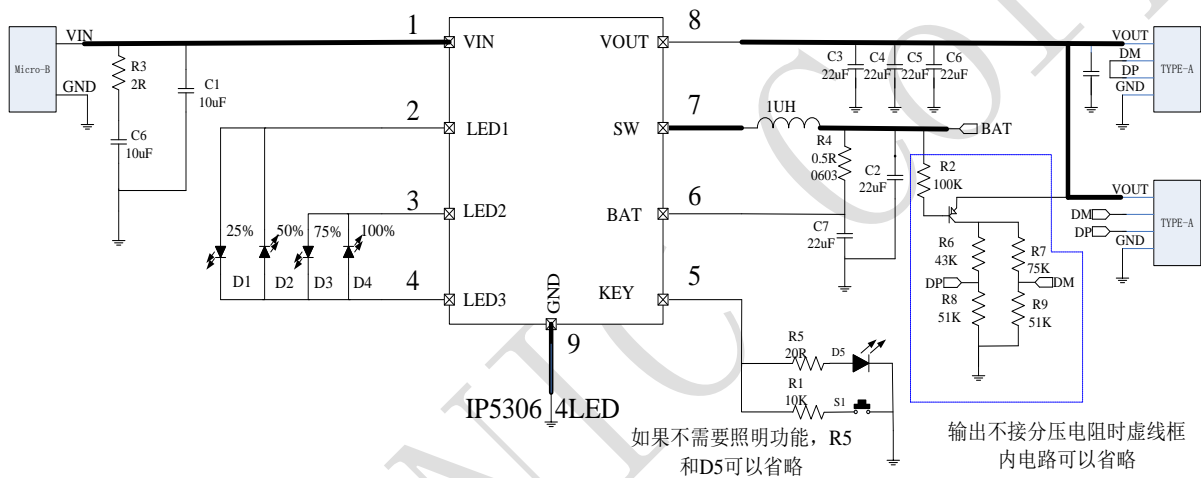 Micro-B
VIN
GND
R3
2R
C6
10uF
C1
10uF
1
2
3
4
25%
50%
75%
100%
D1
D2
D3
D4
VIN
LED1
LED2
LED3
VOUT
SW
BAT
KEY
GND
9
IP5306 4LED
8
7
6
5
C3
22uF
C4
22uF
C5
22uF
C6
22uF
1UH
BAT
R4
0.5R
0603
C2
22uF
C7
22uF
R2
100K
R6
43K
R7
75K
DP
DM
R8
51K
R9
51K
R5
20R
D5
R1
10K
S1
VOUT
DM
DP
GND
TYPE-A
VOUT
DM
DP
GND
TYPE-A
如果不需要照明功能，R5
和D5可以省略
输出不接分压电阻时虚线框
内电路可以省略